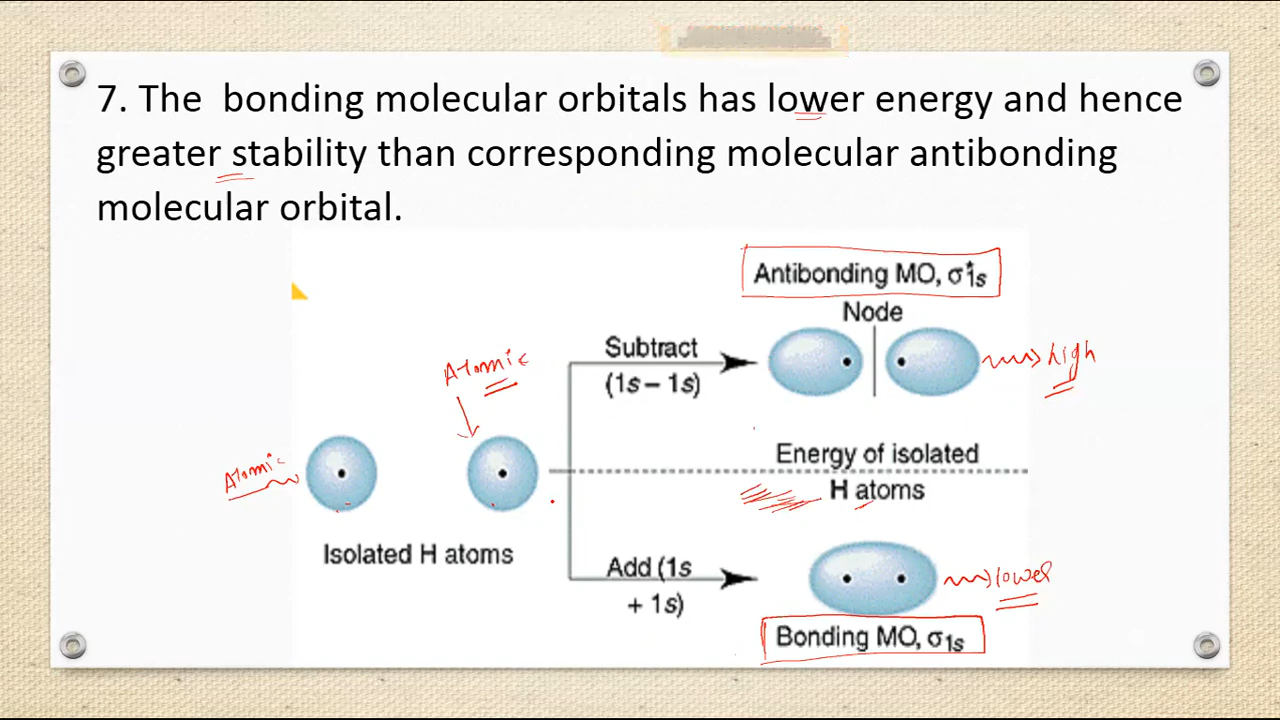 7. The bonding molecular orbitals has lower energy and hence
greater stability than corresponding molecular antibonding
molecular orbital.
Antibonding MO, σ*1s
Node
Subtract
(1s – 1s)
high
Atomic
Atomic
Energy of isolated
H atoms
Isolated H atoms
Add (1s
+ 1s)
lower
Bonding MO, σ1s